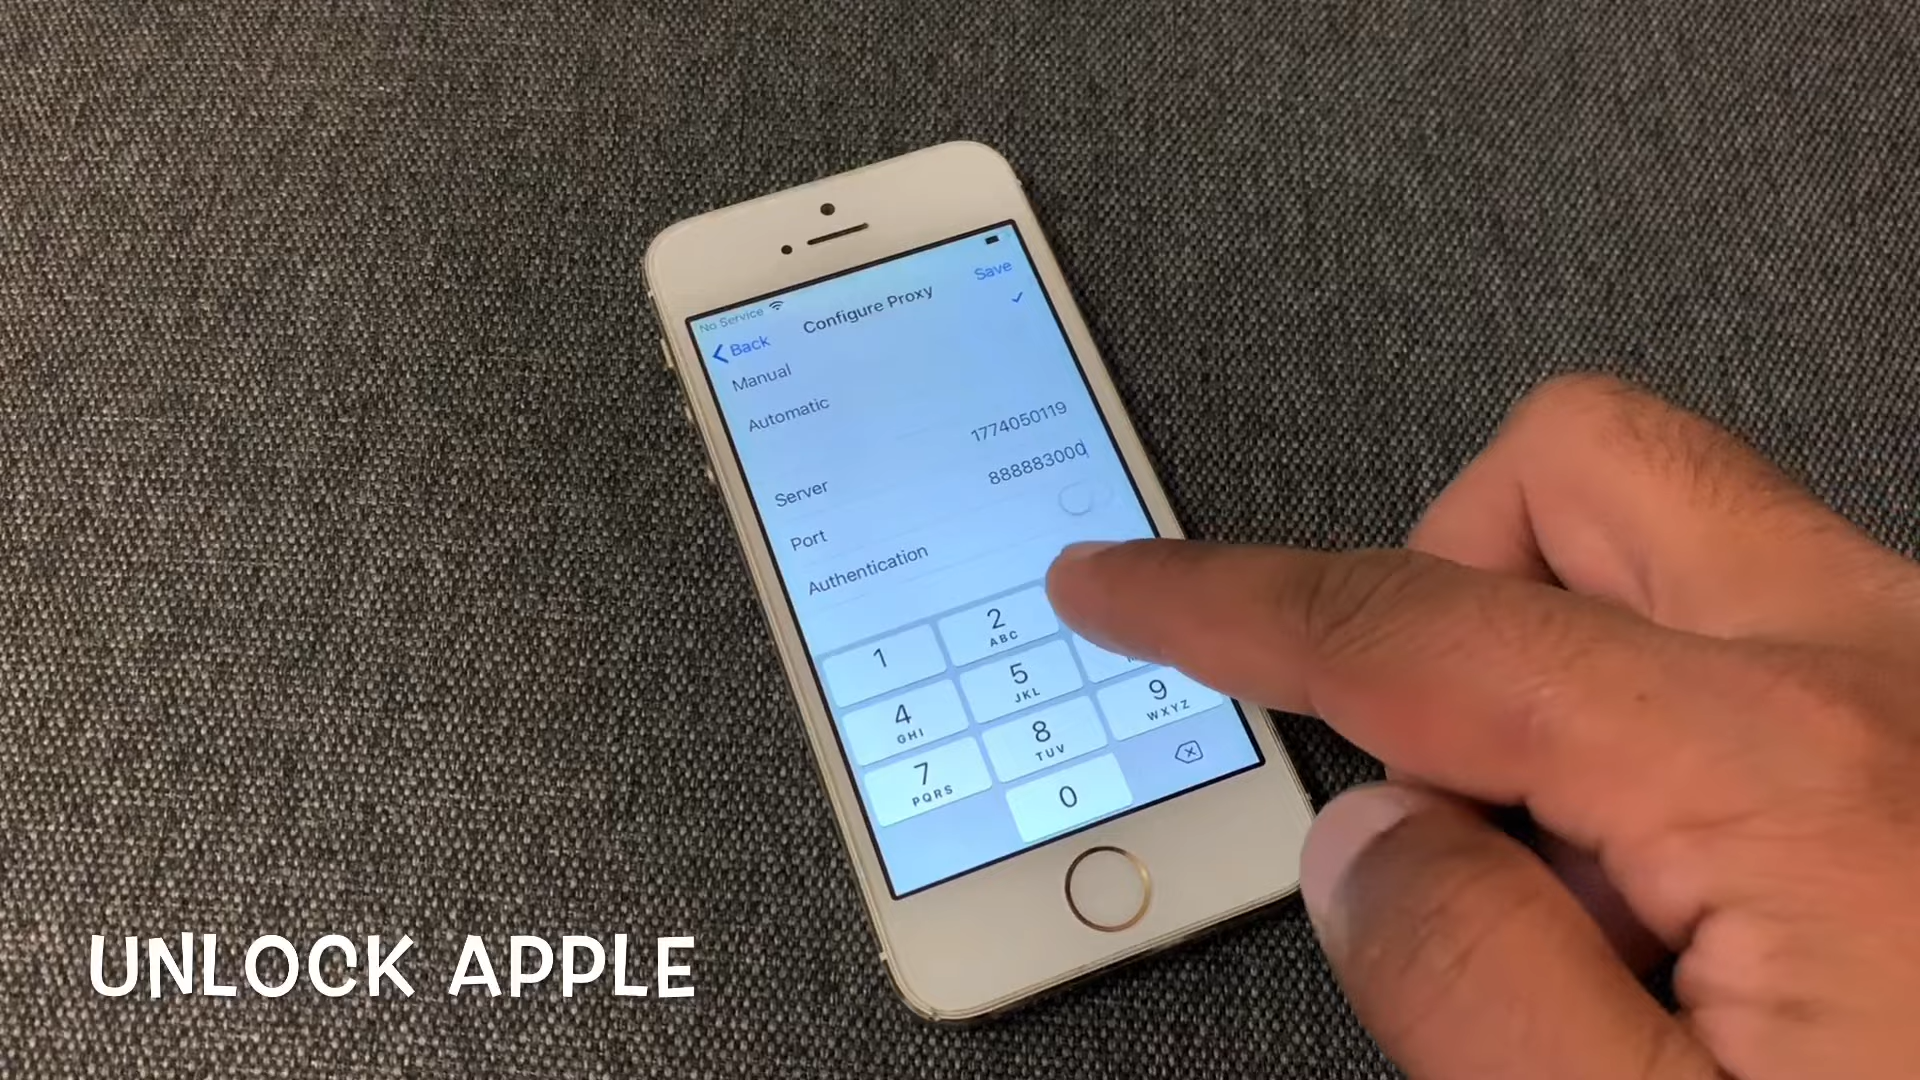 No Service
Save
Back
Configure Proxy
Manual
Automatic
Server 1774050119
Port 888883000
Authentication
1
2
ABC
4
GHI
5
JKL
7
PQRS
8
TUV
9
WXYZ
0
UNLOCK APPLE